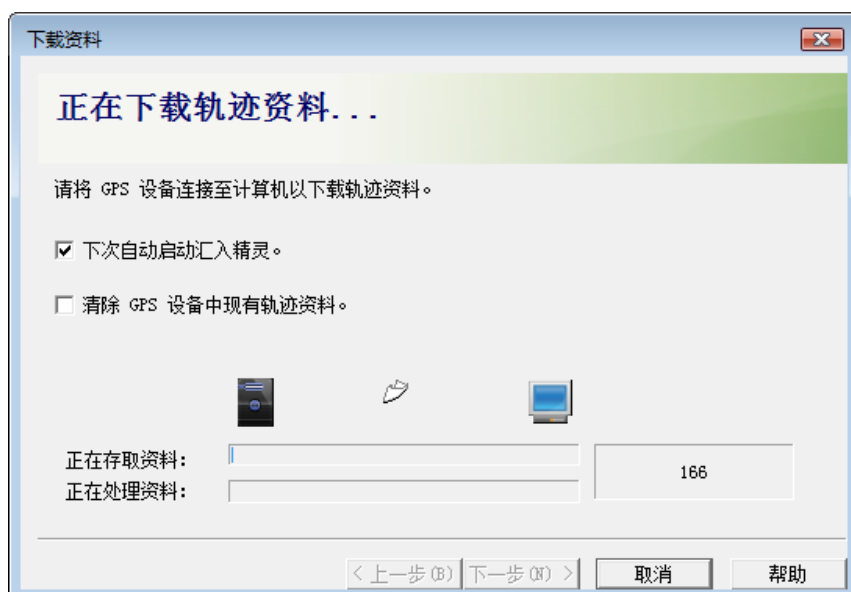 下载资料
正在下载轨迹资料...
请将 GPS 设备连接至计算机以下载轨迹资料。
下次自动启动汇入精灵。
清除 GPS 设备中现有轨迹资料。
正在存取资料:
166
正在处理资料:
< 上一步(B) 下一步(N) > 取消 帮助